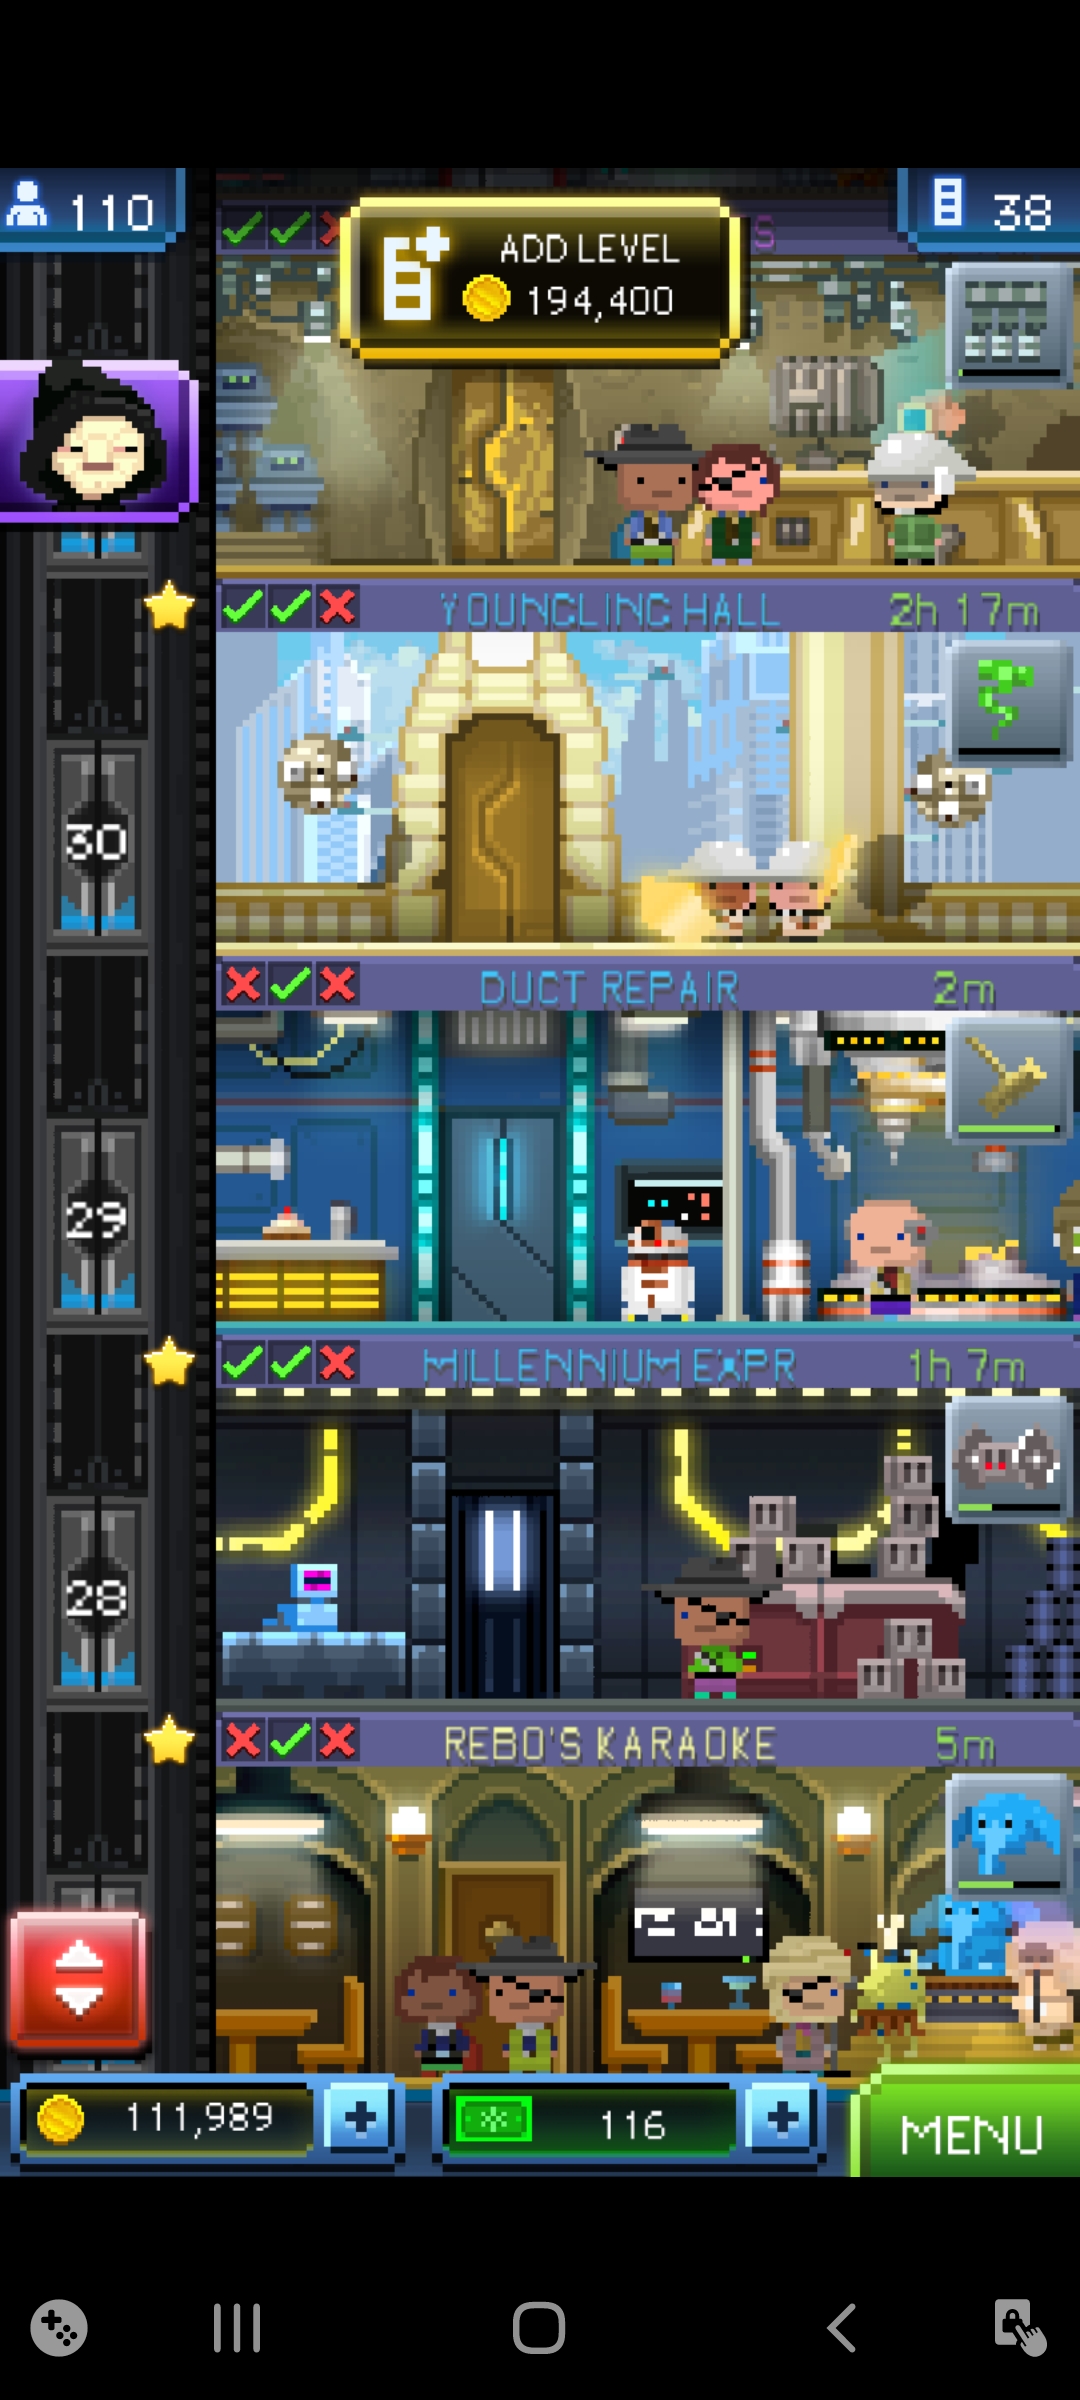 110
38
ADD LEVEL
194,400
S
YOUNGLING HALL 2h 17m
30
DUCT REPAIR 2m
29
MILLENNIUM EXPR 1h 7m
28
REBO'S KARAOKE 5m
111,989
116
MENU